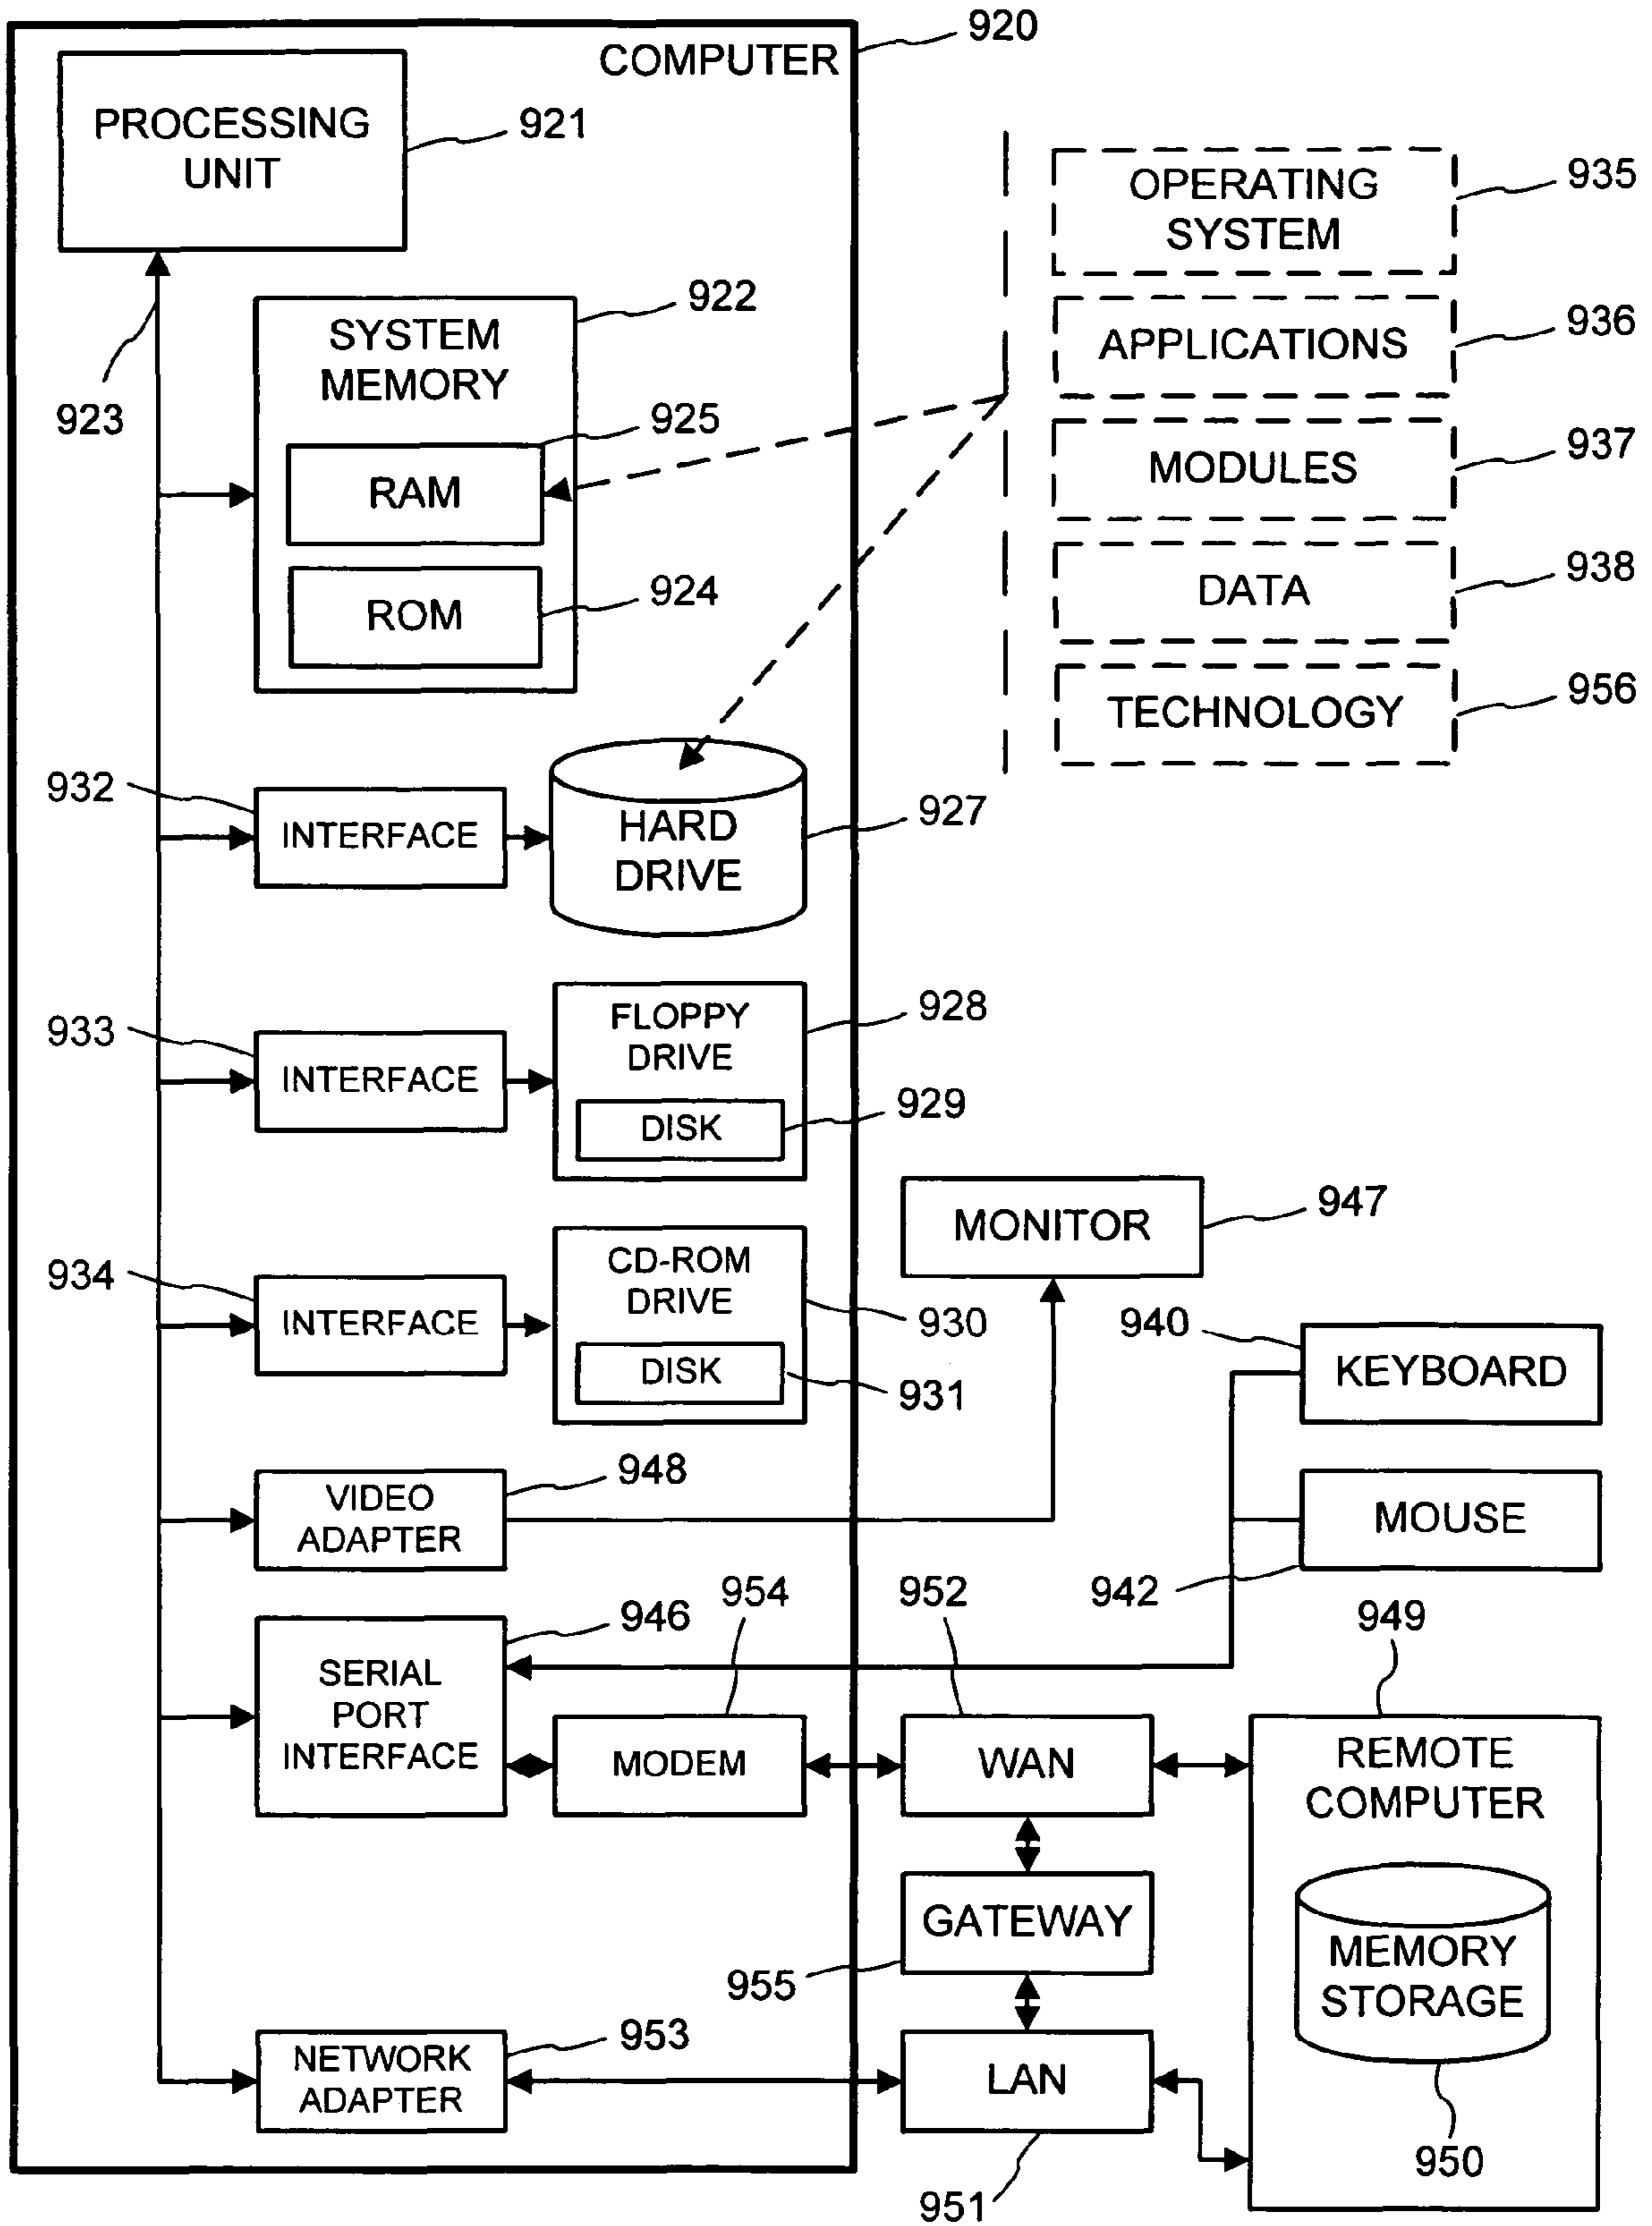 920
COMPUTER
PROCESSING
UNIT
921
923
SYSTEM
MEMORY
922
RAM
925
ROM
924
OPERATING
SYSTEM
935
APPLICATIONS
936
MODULES
937
DATA
938
TECHNOLOGY
956
932
INTERFACE
HARD
DRIVE
927
933
INTERFACE
FLOPPY
DRIVE
928
DISK
929
934
INTERFACE
CD-ROM
DRIVE
930
DISK
931
MONITOR
947
940
KEYBOARD
MOUSE
942
VIDEO
ADAPTER
948
SERIAL
PORT
INTERFACE
946
954
MODEM
952
WAN
949
REMOTE
COMPUTER
MEMORY
STORAGE
950
GATEWAY
955
NETWORK
ADAPTER
953
LAN
951